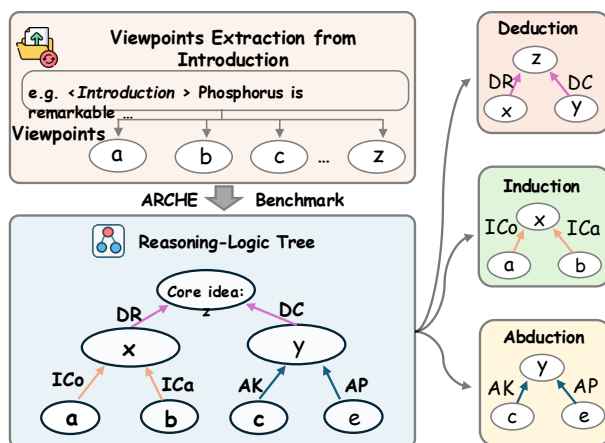 Viewpoints Extraction from
Introduction
e.g. <Introduction > Phosphorus is
remarkable ...
Viewpoints
a b c ... z
ARCHE Benchmark
Reasoning-Logic Tree
Core idea:
z
DR DC
x y
ICo ICa AK AP
a b c e
Deduction
z
DR DC
x y
Induction
x
ICo ICa
a b
Abduction
y
AK AP
c e